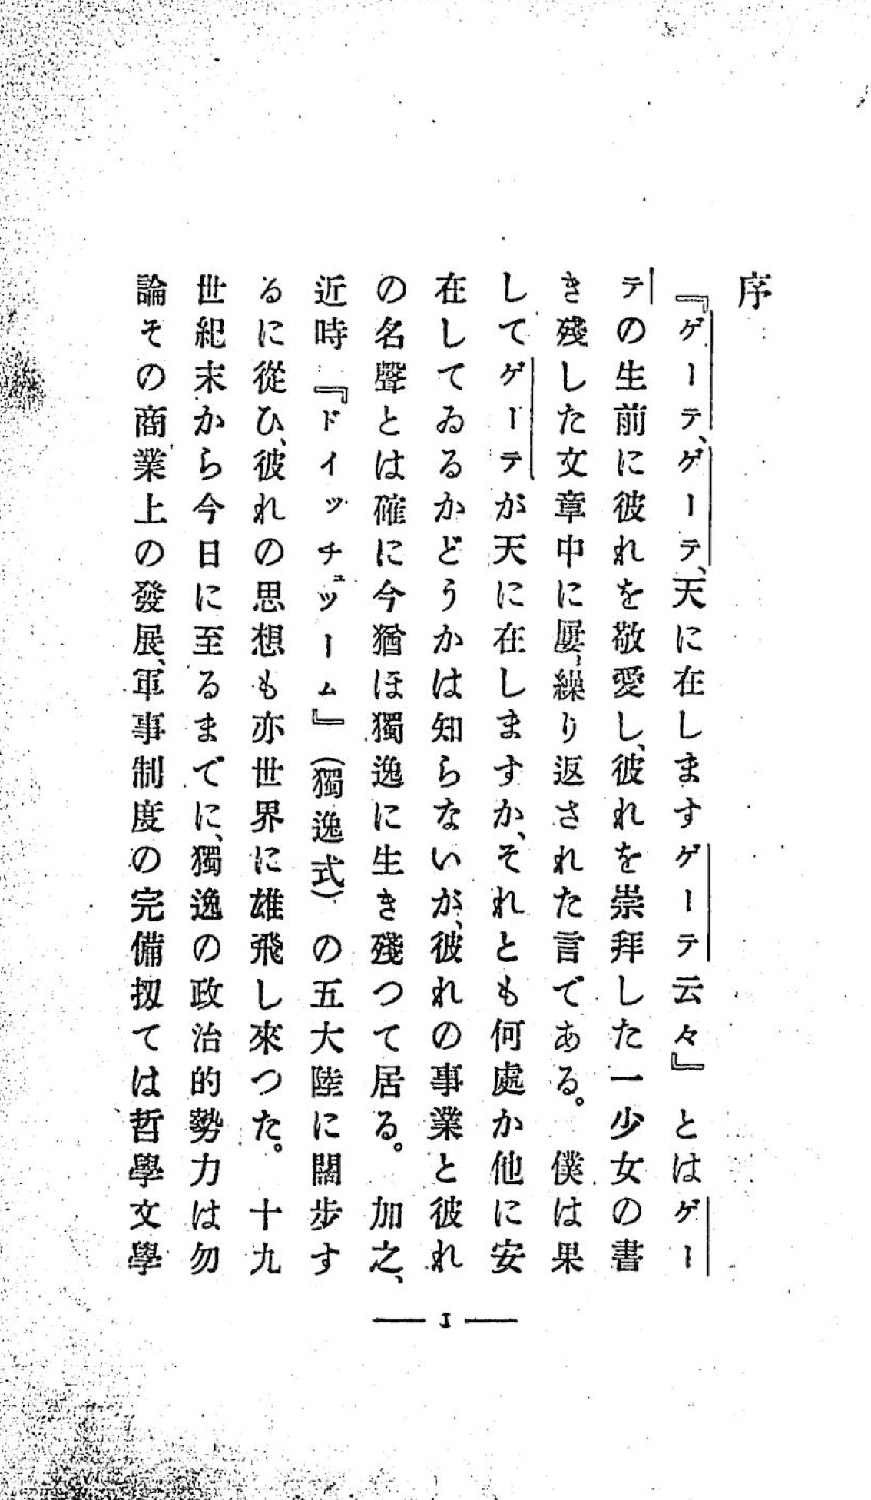 序
『ゲーテ、ゲーテ、天に在しますゲーテ云々』とはゲー
テの生前に彼れを敬愛し、彼れを崇拜した一少女の書
き殘した文章中に屢〻繰り返された言である。僕は果
してゲーテが天に在しますか、それとも何處か他に安
在してゐるかどうかは知らないが、彼れの事業と彼れ
の名聲とは確に今猶ほ獨逸に生き殘つて居る。加之、
近時『ドイッチュツーム』(獨逸式)の五大陸に闊步す
るに從ひ、彼れの思想も亦世界に雄飛し來つた。十九
世紀末から今日に至るまでに、獨逸の政治的勢力は勿
論その商業上の發展、軍事制度の完備扨ては哲學文學
— 1 —